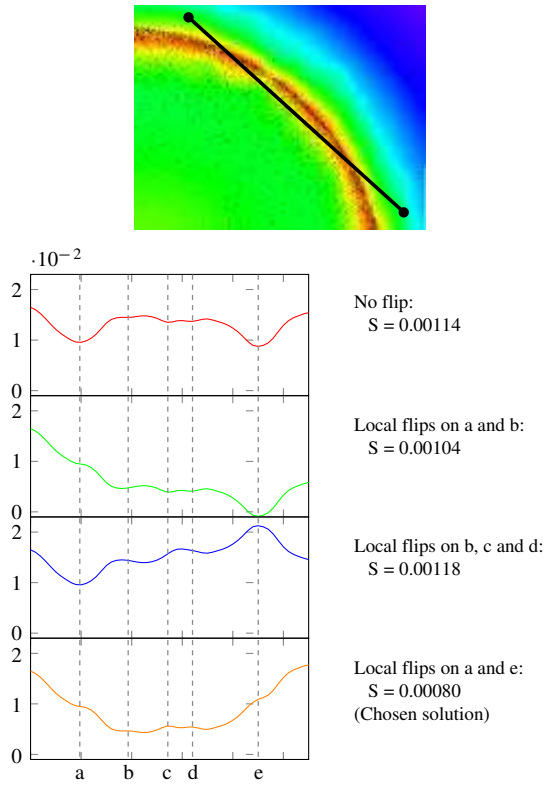 ·10−2
2
1
0
No flip:
S = 0.00114
2
1
0
Local flips on a and b:
S = 0.00104
2
1
0
Local flips on b, c and d:
S = 0.00118
2
1
0
Local flips on a and e:
S = 0.00080
(Chosen solution)
a b c d e